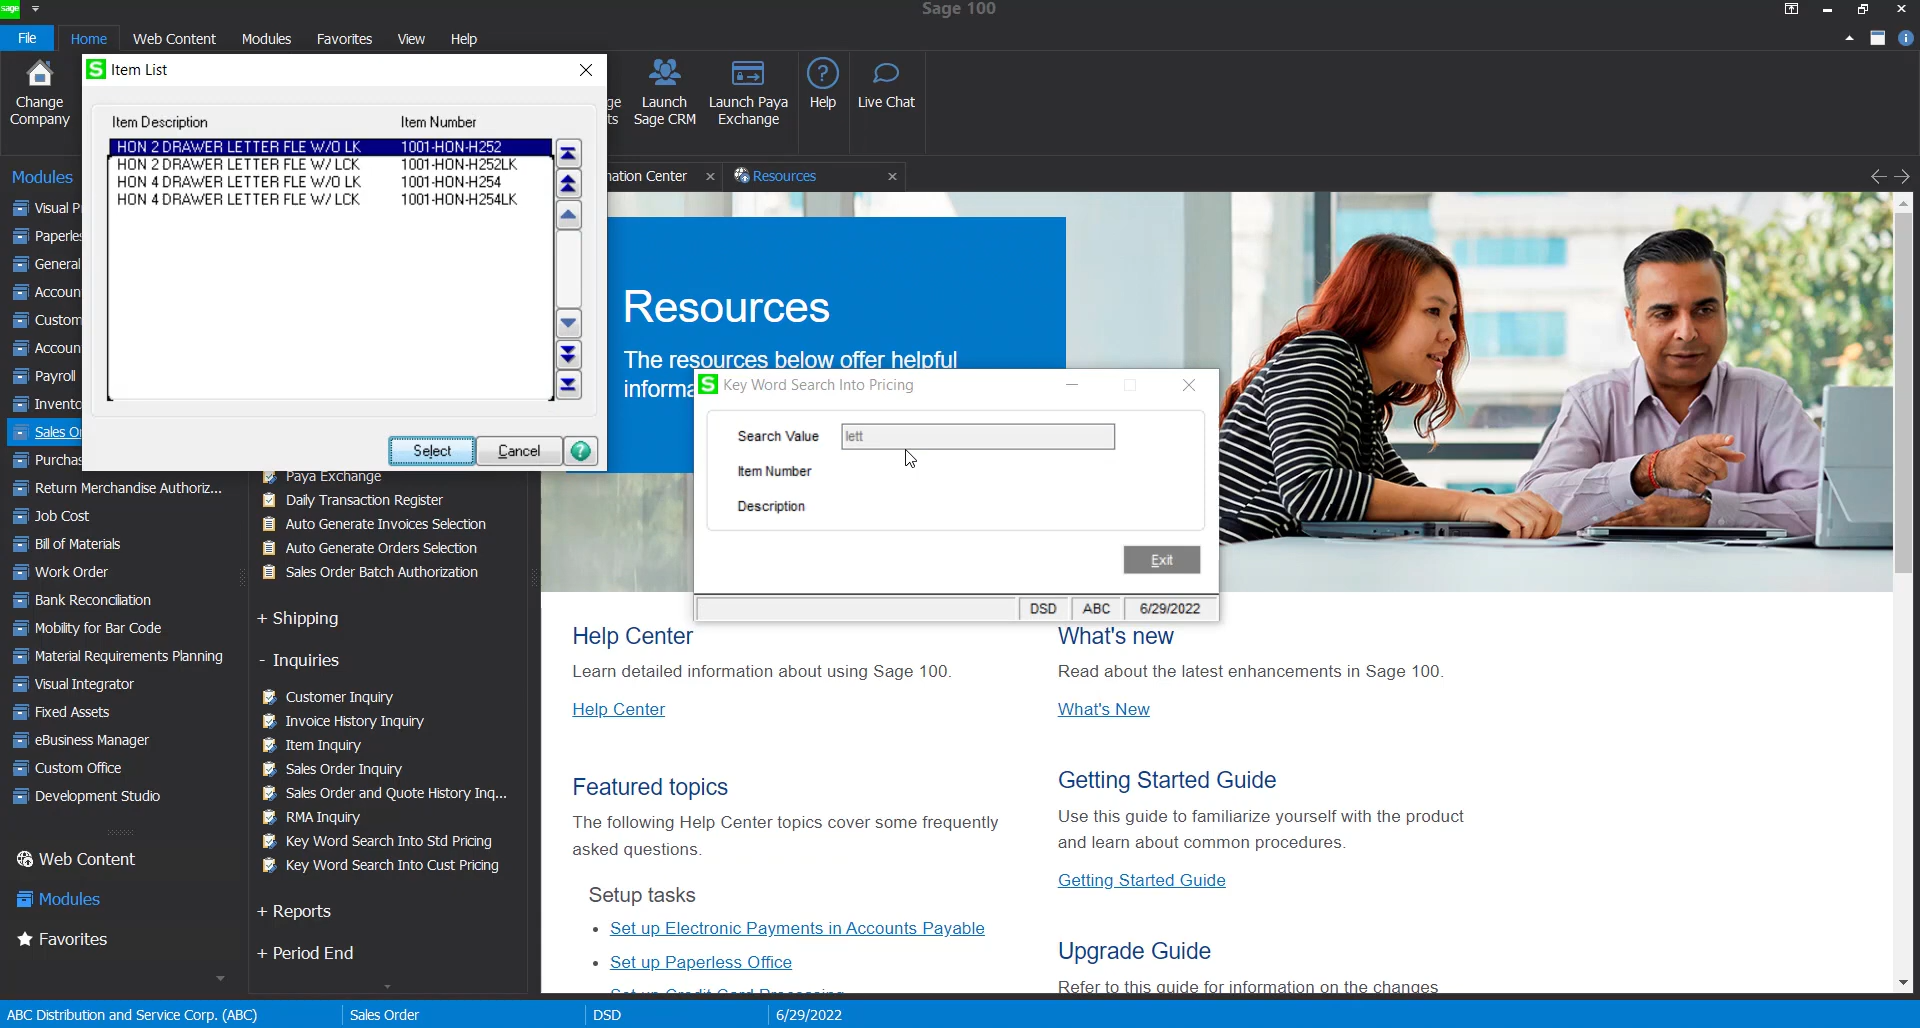 sage
Sage 100
File Home Web Content Modules Favorites View Help
Change
Company
Launch
Sage CRM
Launch Paya
Exchange
Help
Live Chat
Item List
Item Description Item Number
HON 2 DRAWER LETTER FLE W/O LK 1001-HON-H252
HON 2 DRAWER LETTER FLE W/ LCK 1001-HON-H252LK
HON 4 DRAWER LETTER FLE W/O LK 1001-HON-H254
HON 4 DRAWER LETTER FLE W/ LCK 1001-HON-H254LK
Select Cancel
Center Resources
Modules
Visual P
Paperles
General
Accoun
Custom
Accoun
Payroll
Invento
Sales Or
Purchas
Return Merchandise Authoriz...
Job Cost
Bill of Materials
Work Order
Bank Reconciliation
Mobility for Bar Code
Material Requirements Planning
Visual Integrator
Fixed Assets
eBusiness Manager
Custom Office
Development Studio
Web Content
Modules
Favorites
Paya Exchange
Daily Transaction Register
Auto Generate Invoices Selection
Auto Generate Orders Selection
Sales Order Batch Authorization
+ Shipping
- Inquiries
Customer Inquiry
Invoice History Inquiry
Item Inquiry
Sales Order Inquiry
Sales Order and Quote History Inq...
RMA Inquiry
Key Word Search Into Std Pricing
Key Word Search Into Cust Pricing
+ Reports
+ Period End
Resources
The resources below offer helpful
informa
Key Word Search Into Pricing
Search Value lett
Item Number
Description
Exit
DSD ABC 6/29/2022
Help Center
Learn detailed information about using Sage 100.
Help Center
What's new
Read about the latest enhancements in Sage 100.
What's New
Featured topics
The following Help Center topics cover some frequently
asked questions.
Setup tasks
• Set up Electronic Payments in Accounts Payable
• Set up Paperless Office
Getting Started Guide
Use this guide to familiarize yourself with the product
and learn about common procedures.
Getting Started Guide
Upgrade Guide
Refer to this guide for information on the changes
ABC Distribution and Service Corp. (ABC) Sales Order DSD 6/29/2022